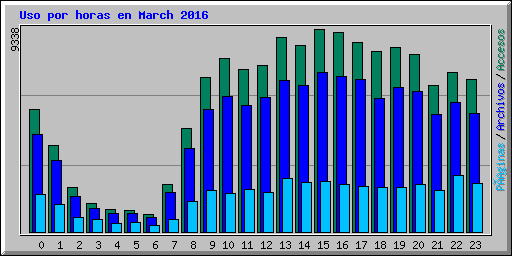 Uso por horas en March 2016
9338
Páginas / Archivos / Accesos
0 1 2 3 4 5 6 7 8 9 10 11 12 13 14 15 16 17 18 19 20 21 22 23